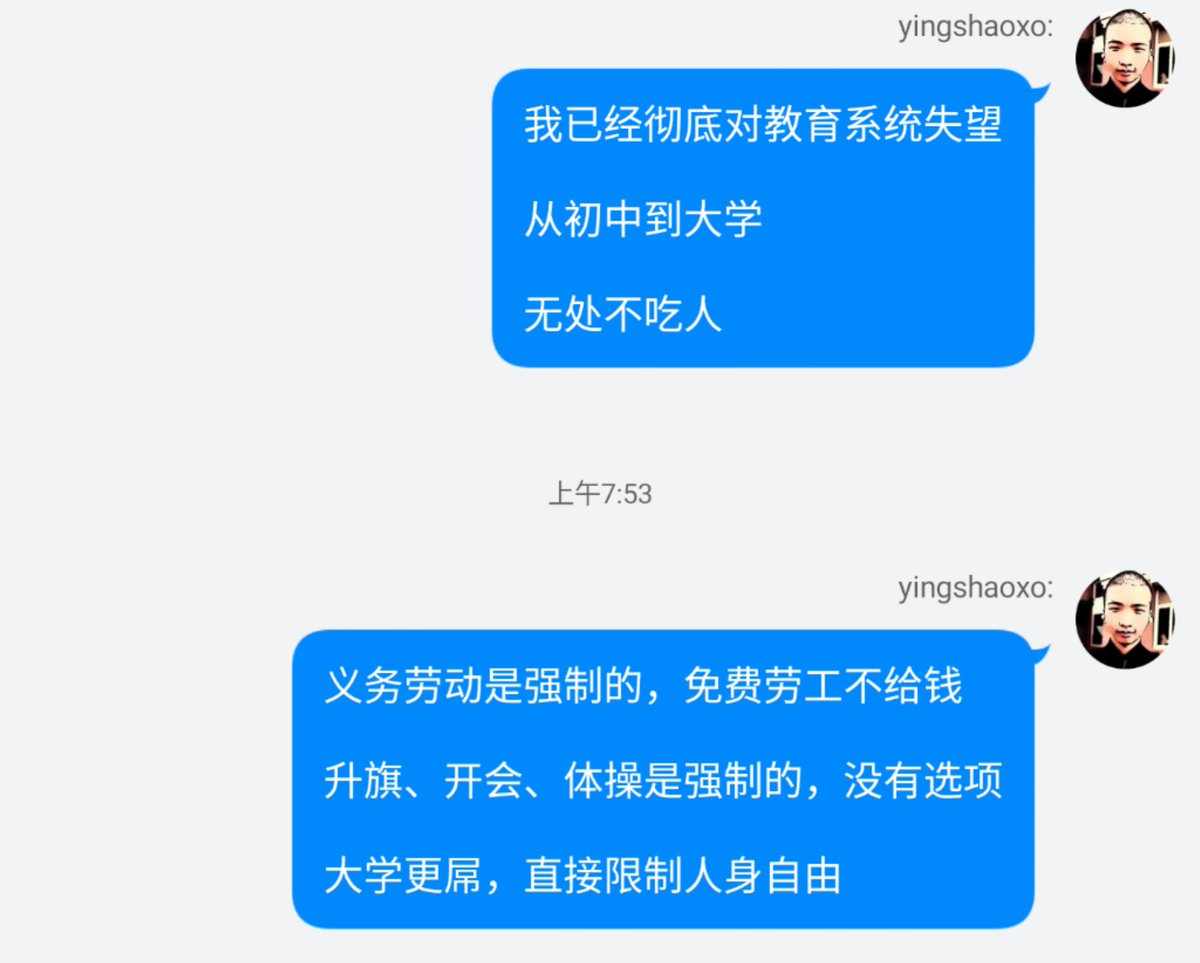 yingshaoxo:
我已经彻底对教育系统失望
从初中到大学
无处不吃人
上午7:53
yingshaoxo:
义务劳动是强制的，免费劳工不给钱
升旗、开会、体操是强制的，没有选项
大学更屌，直接限制人身自由